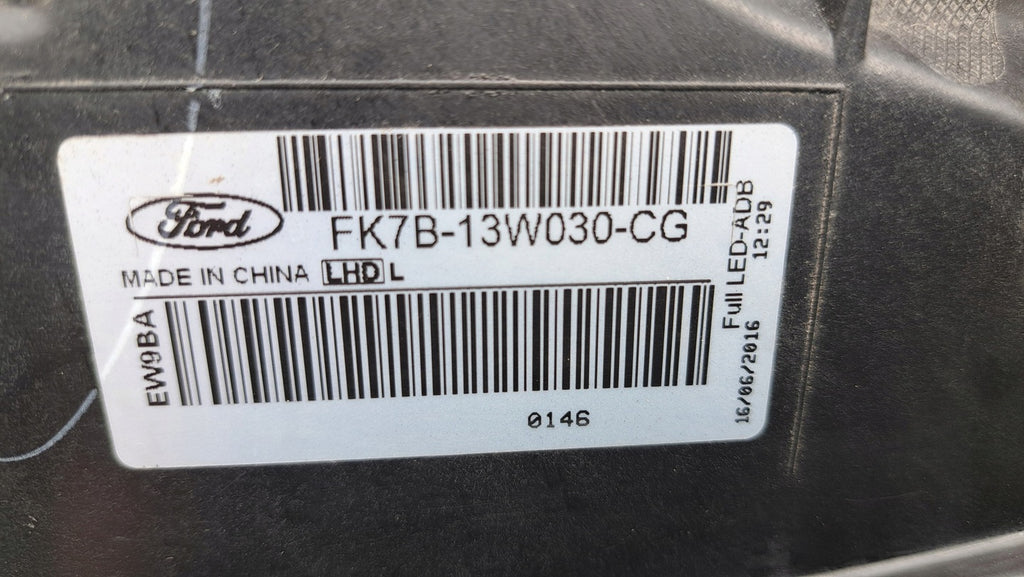 Ford
FK7B-13W030-CG
MADE IN CHINA LHD L
EW9BA
0146
Full LED-ADB
16/06/2016 12:29